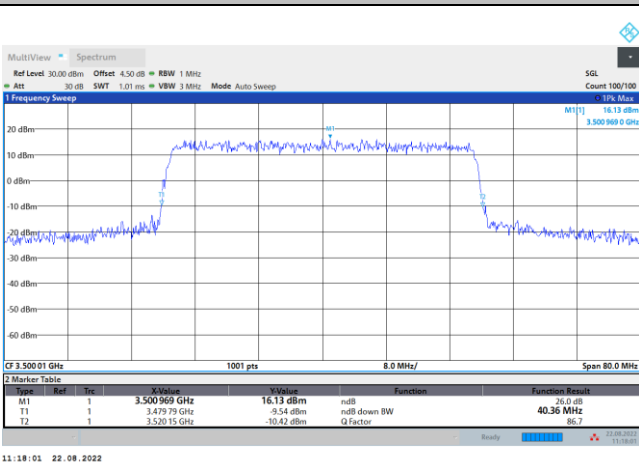 MultiView Spectrum
Ref Level 30.00 dBm Offset 4.50 dB RBW 1 MHz SGL
Att 30 dB SWT 1.01 ms VBW 3 MHz Mode Auto Sweep Count 100/100
1 Frequency Sweep 1Pk Max
M1[1] 16.13 dBm
3.500 969 0 GHz
M1
20 dBm
10 dBm
0 dBm
T1
T2
-10 dBm
-20 dBm
-30 dBm
-40 dBm
-50 dBm
-60 dBm
CF 3.500 01 GHz 1001 pts 8.0 MHz/ Span 80.0 MHz
2 Marker Table
Type Ref Trc X-Value Y-Value Function Function Result
M1 1 3.500 969 GHz 16.13 dBm ndB 26.0 dB
T1 1 3.479 79 GHz -9.54 dBm ndB down BW 40.36 MHz
T2 1 3.520 15 GHz -10.42 dBm Q Factor 86.7
Ready 22.08.2022
11:18:01
11:18:01 22.08.2022